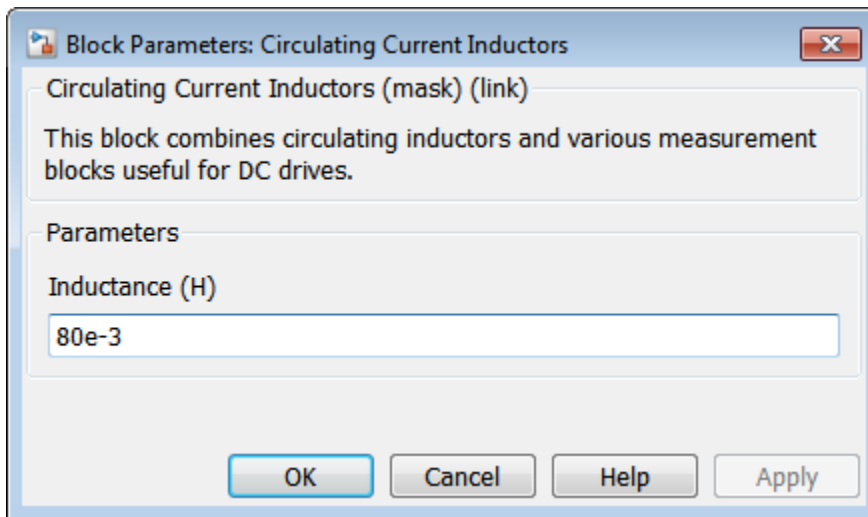 Block Parameters: Circulating Current Inductors
Circulating Current Inductors (mask) (link)
This block combines circulating inductors and various measurement
blocks useful for DC drives.
Parameters
Inductance (H)
80e-3
OK Cancel Help Apply